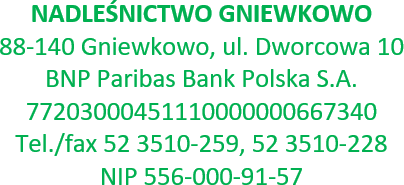 NADLEŚNICTWO GNIEWKOWO
88-140 Gniewkowo, ul. Dworcowa 10
BNP Paribas Bank Polska S.A.
77203000451110000000667340
Tel./fax 52 3510-259, 52 3510-228
NIP 556-000-91-57